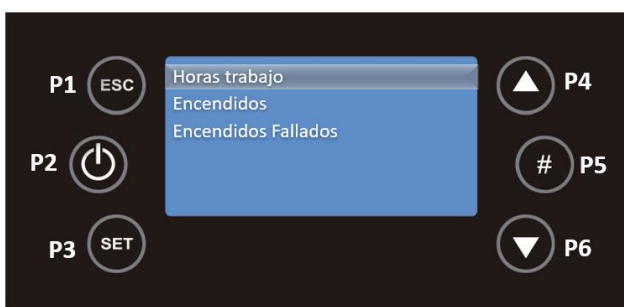 P1 ESC
Horas trabajo
P4
Encendidos
Encendidos Fallados
P2
# P5
P3 SET
P6